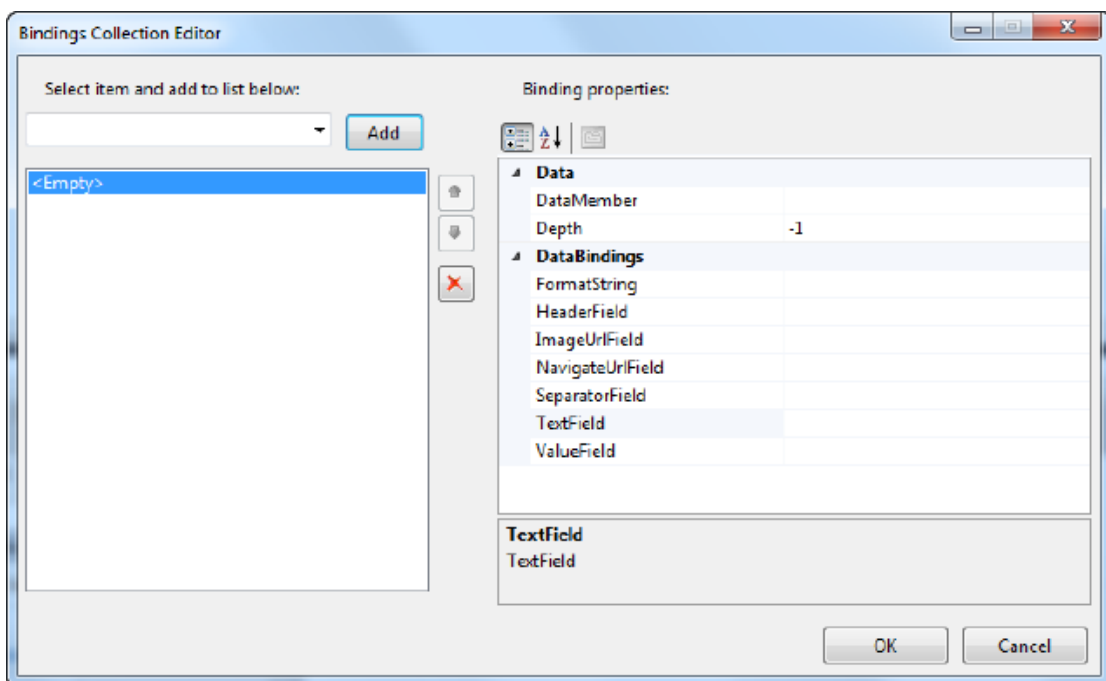 Bindings Collection Editor
Select item and add to list below:
Add
<Empty>
Binding properties:
Data
DataMember
Depth -1
DataBindings
FormatString
HeaderField
ImageUrlField
NavigateUrlField
SeparatorField
TextField
ValueField
TextField
TextField
OK Cancel